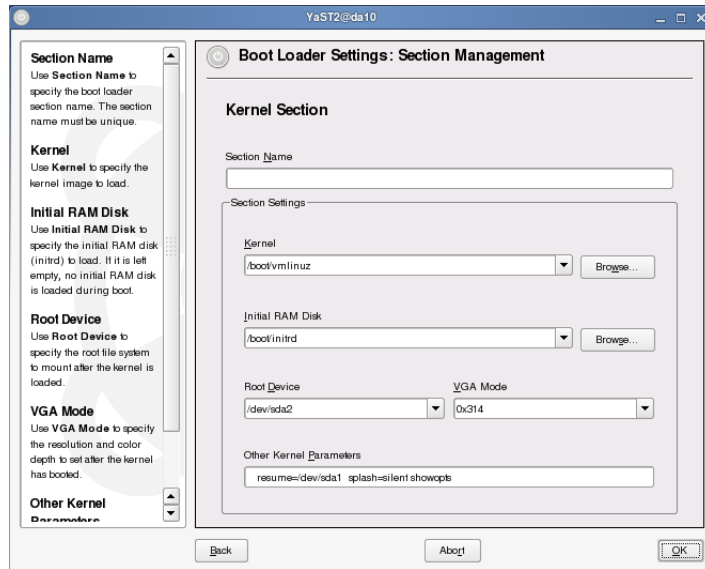 YaST2@da10
Section Name
Use Section Name to
specify the boot loader
section name. The section
name must be unique.
Kernel
Use Kernel to specify the
kernel image to load.
Initial RAM Disk
Use Initial RAM Disk to
specify the initial RAM disk
(initrd) to load. If it is left
empty, no initial RAM disk
is loaded during boot.
Root Device
Use Root Device to
specify the root file system
to mount after the kernel is
loaded.
VGA Mode
Use VGA Mode to specify
the resolution and color
depth to set after the kernel
has booted.
Other Kernel
Parameters
Boot Loader Settings: Section Management
Kernel Section
Section Name
Section Settings
Kernel
/boot/vmlinuz
Browse...
Initial RAM Disk
/boot/initrd
Browse...
Root Device
VGA Mode
/dev/sda2
0x314
Other Kernel Parameters
resume=/dev/sda1 splash=silent showopts
Back
Abort
OK